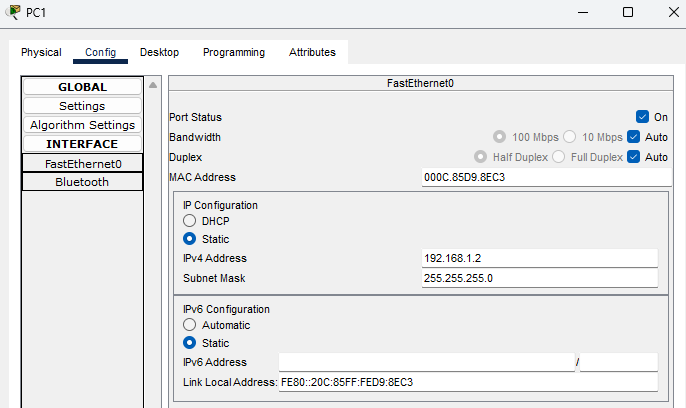 PC1
Physical Config Desktop Programming Attributes
GLOBAL
Settings
Algorithm Settings
INTERFACE
FastEthernet0
Bluetooth
FastEthernet0
Port Status On
Bandwidth 100 Mbps 10 Mbps Auto
Duplex Half Duplex Full Duplex Auto
MAC Address 000C.85D9.8EC3
IP Configuration
DHCP
Static
IPv4 Address 192.168.1.2
Subnet Mask 255.255.255.0
IPv6 Configuration
Automatic
Static
IPv6 Address /
Link Local Address: FE80::20C:85FF:FED9:8EC3